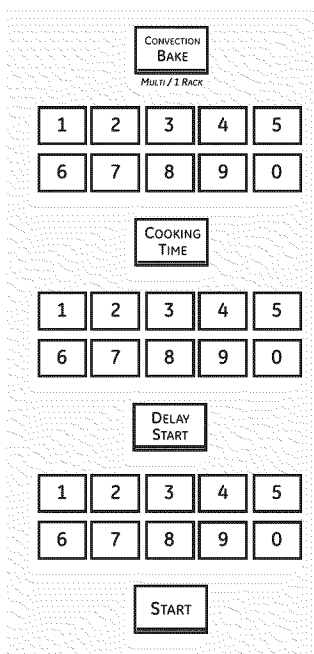 CONVECTION
BAKE
MULTI / 1 RACK
1 2 3 4 5
6 7 8 9 0
COOKING
TIME
1 2 3 4 5
6 7 8 9 0
DELAY
START
1 2 3 4 5
6 7 8 9 0
START